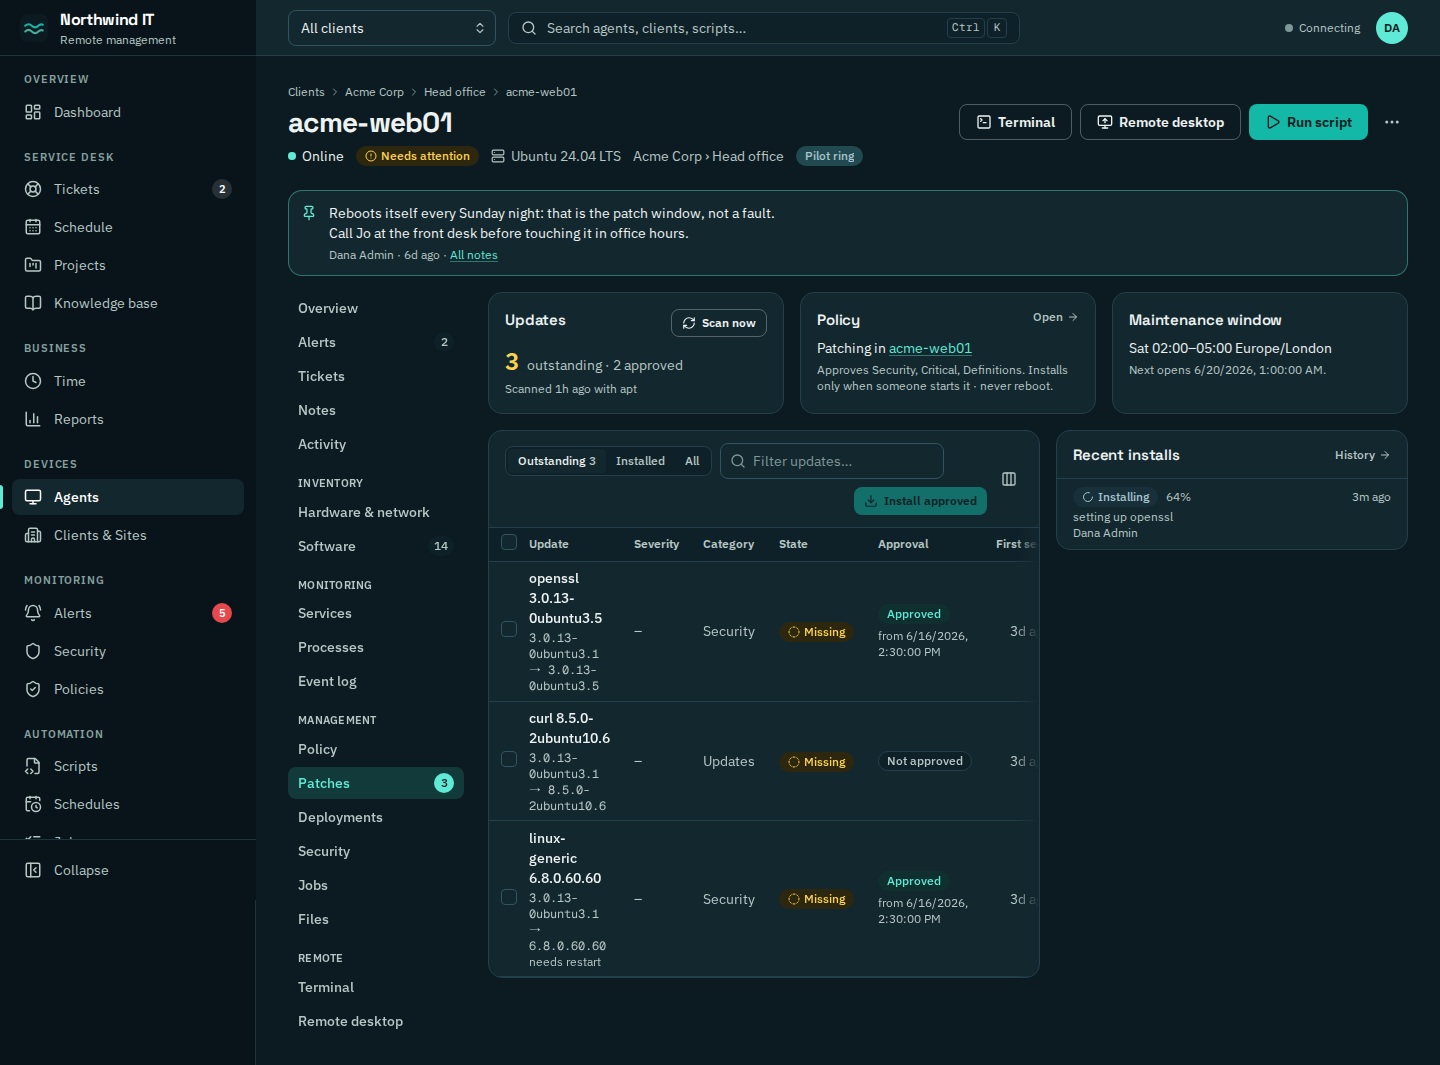 Northwind IT
Remote management
All clients
Search agents, clients, scripts...
Ctrl K
Connecting
DA
OVERVIEW
Dashboard
SERVICE DESK
Tickets 2
Schedule
Projects
Knowledge base
BUSINESS
Time
Reports
DEVICES
Agents
Clients & Sites
MONITORING
Alerts 5
Security
Policies
AUTOMATION
Scripts
Schedules
Collapse
Clients > Acme Corp > Head office > acme-web01
acme-web01
Online
Needs attention
Ubuntu 24.04 LTS
Acme Corp › Head office
Pilot ring
Terminal
Remote desktop
Run script
Reboots itself every Sunday night: that is the patch window, not a fault.
Call Jo at the front desk before touching it in office hours.
Dana Admin · 6d ago · All notes
Overview
Alerts 2
Tickets
Notes
Activity
INVENTORY
Hardware & network
Software 14
MONITORING
Services
Processes
Event log
MANAGEMENT
Policy
Patches 3
Deployments
Security
Jobs
Files
REMOTE
Terminal
Remote desktop
Updates
Scan now
3 outstanding · 2 approved
Scanned 1h ago with apt
Policy
Open →
Patching in acme-web01
Approves Security, Critical, Definitions. Installs
only when someone starts it · never reboot.
Maintenance window
Sat 02:00–05:00 Europe/London
Next opens 6/20/2026, 1:00:00 AM.
Outstanding 3 Installed All
Filter updates...
Install approved
Update Severity Category State Approval First se
openssl
3.0.13-
0ubuntu3.5
3.0.13-
0ubuntu3.1
→ 3.0.13-
0ubuntu3.5
–
Security
Missing
Approved
from 6/16/2026,
2:30:00 PM
3d a
curl 8.5.0-
2ubuntu10.6
3.0.13-
0ubuntu3.1
→ 8.5.0-
2ubuntu10.6
–
Updates
Missing
Not approved
3d a
linux-
generic
6.8.0.60.60
3.0.13-
0ubuntu3.1
→
6.8.0.60.60
needs restart
–
Security
Missing
Approved
from 6/16/2026,
2:30:00 PM
3d a
Recent installs
History →
Installing 64% 3m ago
setting up openssl
Dana Admin